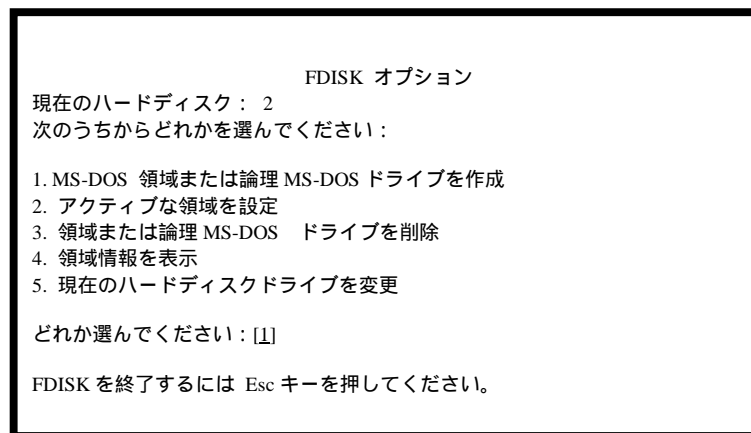 FDISK オプション
現在のハードディスク： 2
次のうちからどれかを選んでください：
1. MS-DOS 領域または論理 MS-DOS ドライブを作成
2. アクティブな領域を設定
3. 領域または論理 MS-DOS　ドライブを削除
4. 領域情報を表示
5. 現在のハードディスクドライブを変更
どれか選んでください：[1]
FDISK を終了するには Esc キーを押してください。